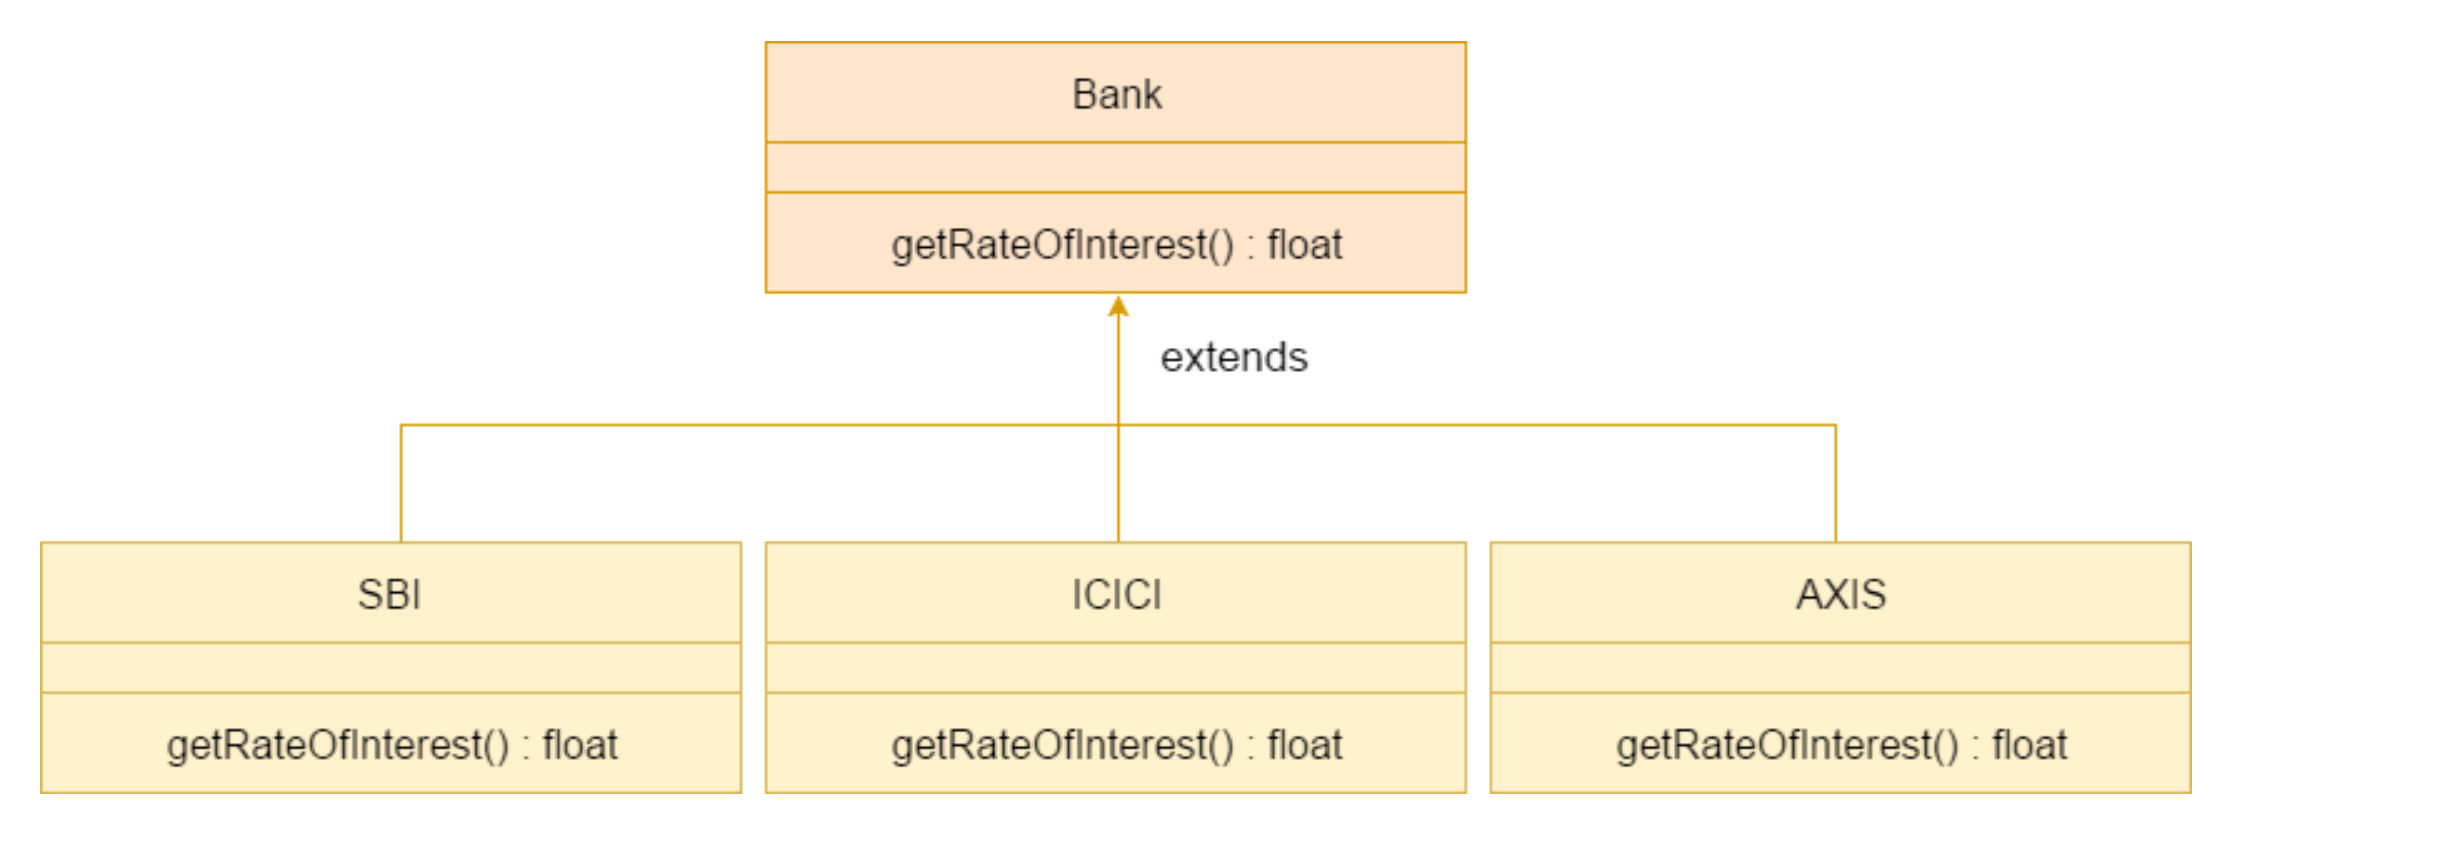 Bank
getRateOfInterest() : float
extends
SBI
ICICI
AXIS
getRateOfInterest() : float
getRateOfInterest() : float
getRateOfInterest() : float